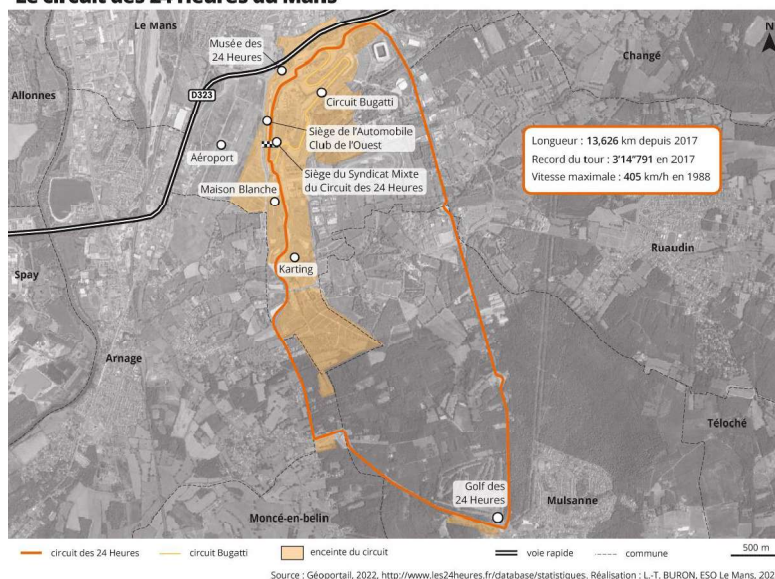 Le circuit des 24 Heures du Mans
Le Mans
N
Musée des
24 Heures
Changé
Allonnes
D323
Circuit Bugatti
Siège de l'Automobile
Club de l'Ouest
Aéroport
Siège du Syndicat Mixte
du Circuit des 24 Heures
Longueur : 13,626 km depuis 2017
Record du tour : 3'14"791 en 2017
Vitesse maximale : 405 km/h en 1988
Maison Blanche
Ruaudin
Spay
Karting
Arnage
Téloché
Golf des
24 Heures
Mulsanne
Moncé-en-belin
circuit des 24 Heures
circuit Bugatti
enceinte du circuit
voie rapide
commune
500 m
Source : Géoportail, 2022, http://www.les24heures.fr/database/statistiques. Réalisation : L.-T. BURON, ESO Le Mans, 202